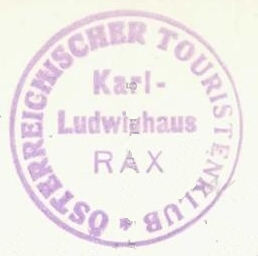 ÖSTERREICHISCHER TOURISTENKLUB *
Karl-
Ludwighaus
RAX